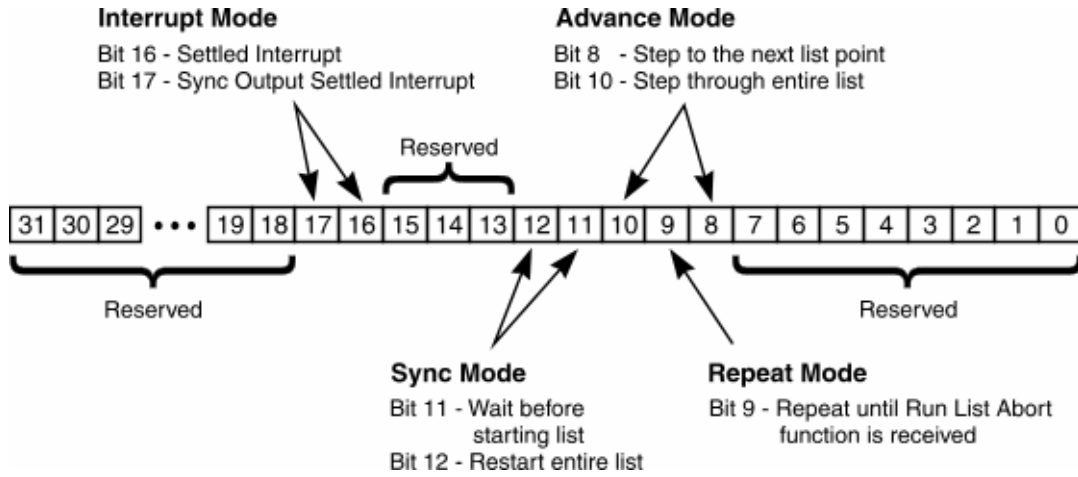 Interrupt Mode
Bit 16 - Settled Interrupt
Bit 17 - Sync Output Settled Interrupt
Advance Mode
Bit 8 - Step to the next list point
Bit 10 - Step through entire list
Reserved
31 30 29 ••• 19 18 17 16 15 14 13 12 11 10 9 8 7 6 5 4 3 2 1 0
Reserved
Reserved
Sync Mode
Bit 11 - Wait before
starting list
Bit 12 - Restart entire list
Repeat Mode
Bit 9 - Repeat until Run List Abort
function is received